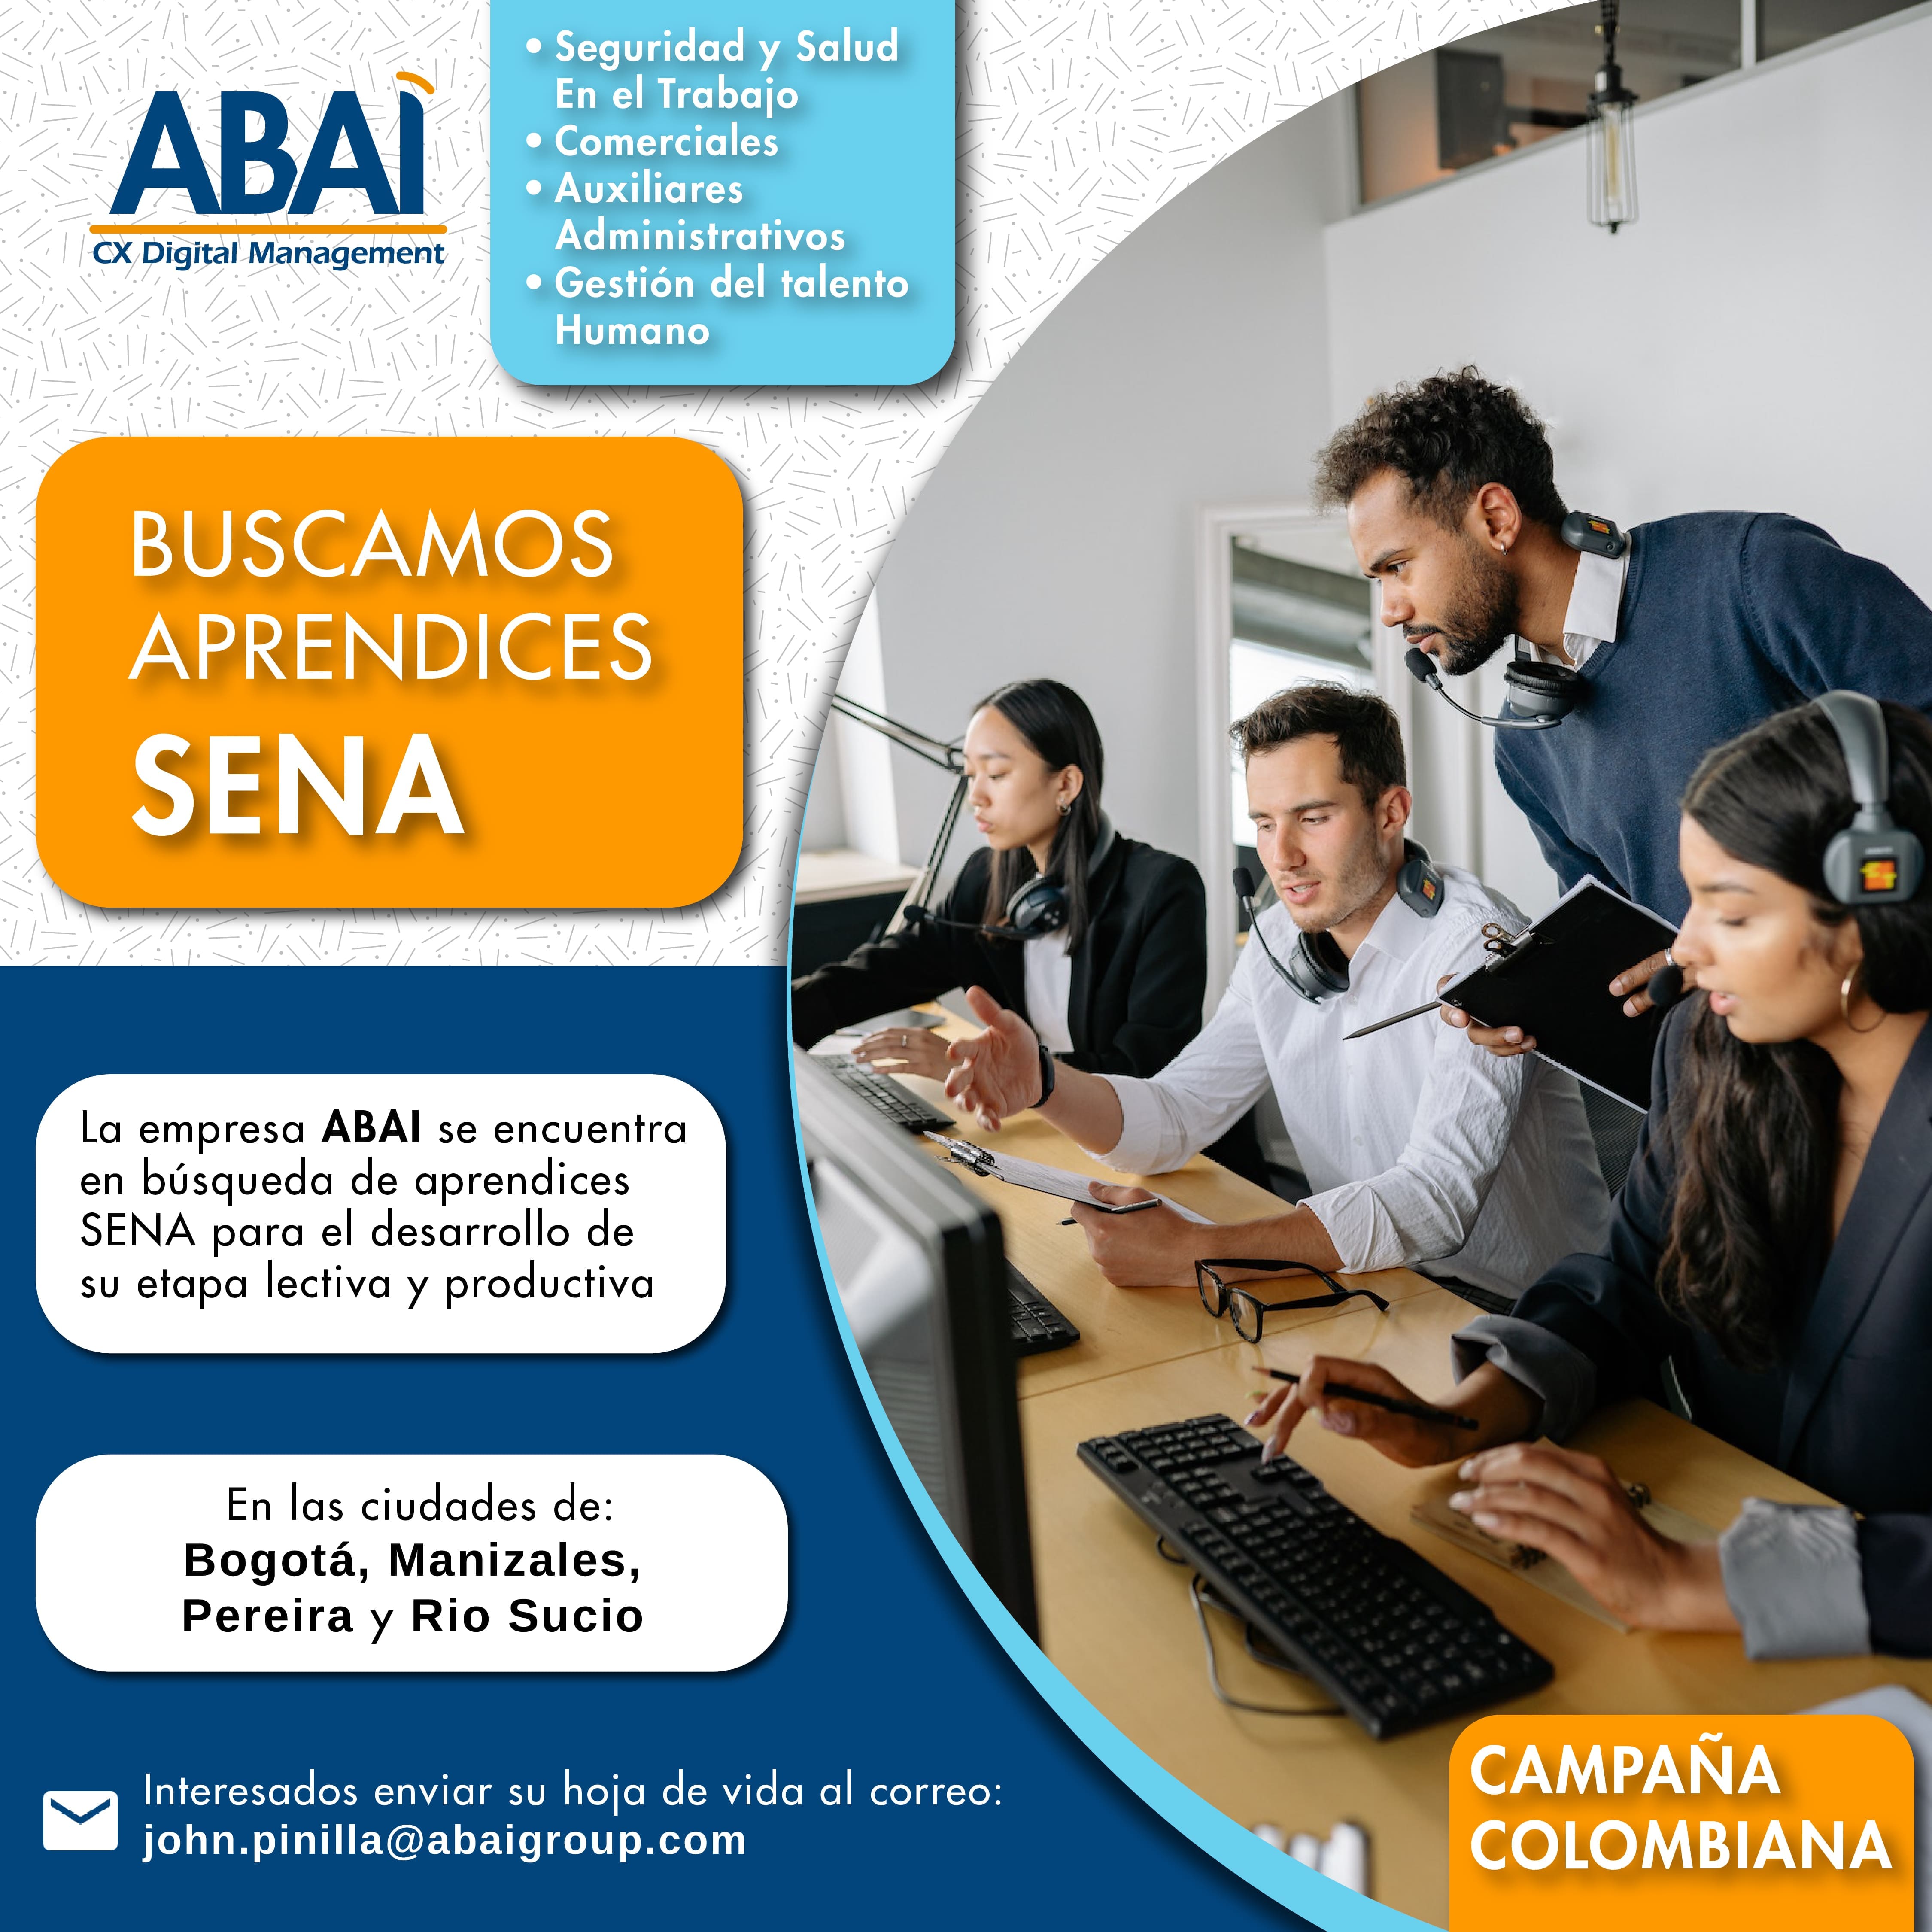 ABAI
CX Digital Management
• Seguridad y Salud
En el Trabajo
• Comerciales
• Auxiliares
Administrativos
• Gestión del talento
Humano
BUSCAMOS
APRENDICES
SENA
La empresa ABAI se encuentra
en búsqueda de aprendices
SENA para el desarrollo de
su etapa lectiva y productiva
En las ciudades de:
Bogotá, Manizales,
Pereira y Rio Sucio
Interesados enviar su hoja de vida al correo:
john.pinilla@abaigroup.com
CAMPAÑA
COLOMBIANA